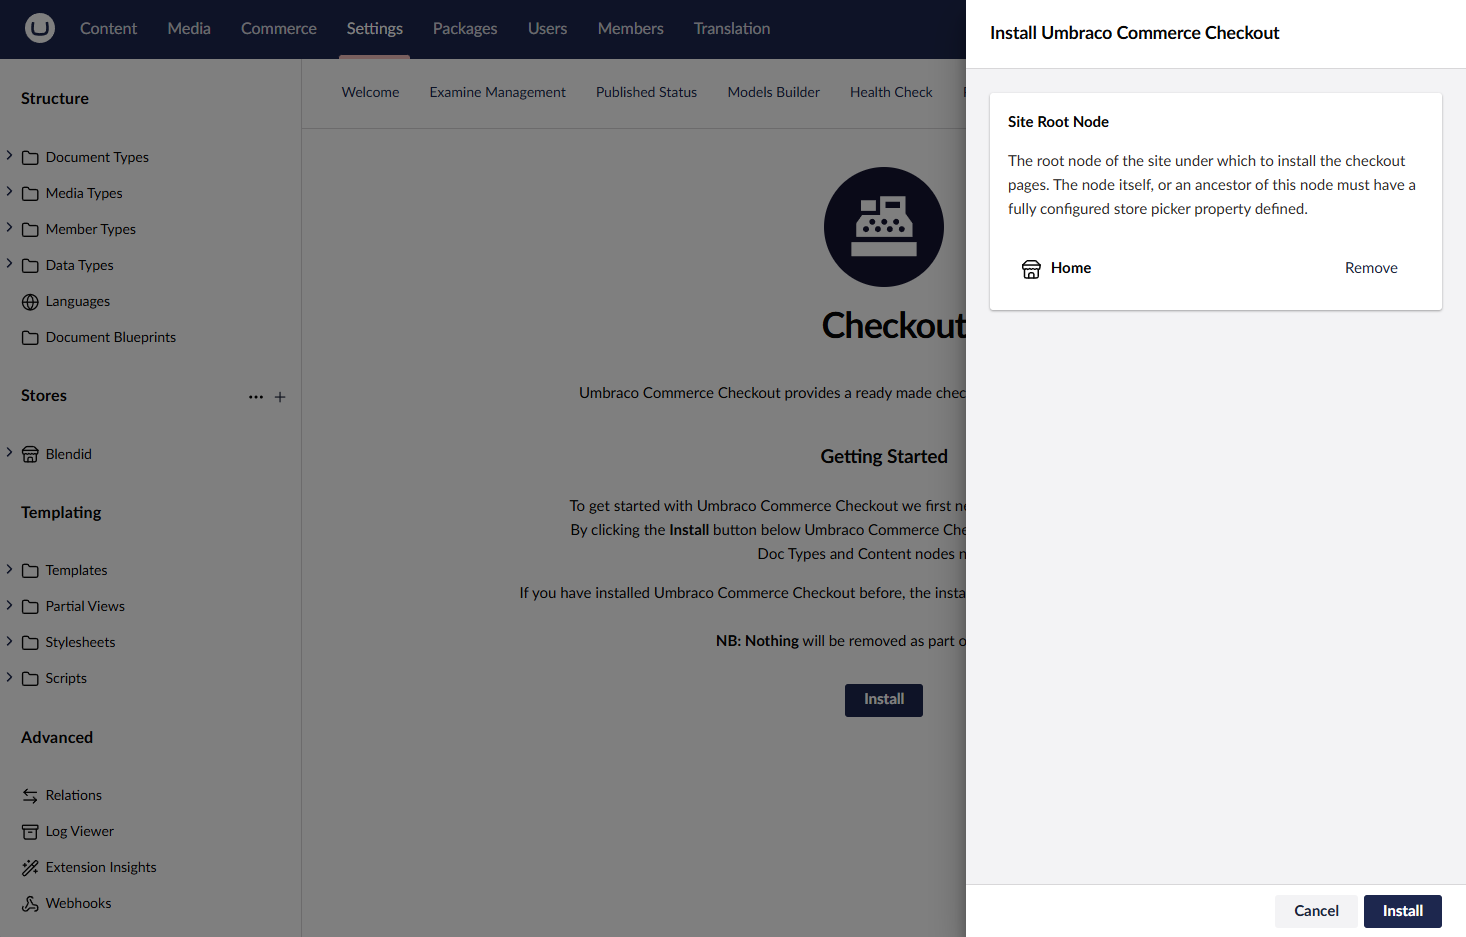 Content Media Commerce Settings Packages Users Members Translation
Structure
Document Types
Media Types
Member Types
Data Types
Languages
Document Blueprints
Stores
Blendid
Templating
Templates
Partial Views
Stylesheets
Scripts
Advanced
Relations
Log Viewer
Extension Insights
Webhooks
Welcome Examine Management Published Status Models Builder Health Check
Checkout
Umbraco Commerce Checkout provides a ready made chec
Getting Started
To get started with Umbraco Commerce Checkout we first ne
By clicking the Install button below Umbraco Commerce Che
Doc Types and Content nodes n
If you have installed Umbraco Commerce Checkout before, the insta
NB: Nothing will be removed as part o
Install
Install Umbraco Commerce Checkout
Site Root Node
The root node of the site under which to install the checkout
pages. The node itself, or an ancestor of this node must have a
fully configured store picker property defined.
Home Remove
Cancel Install